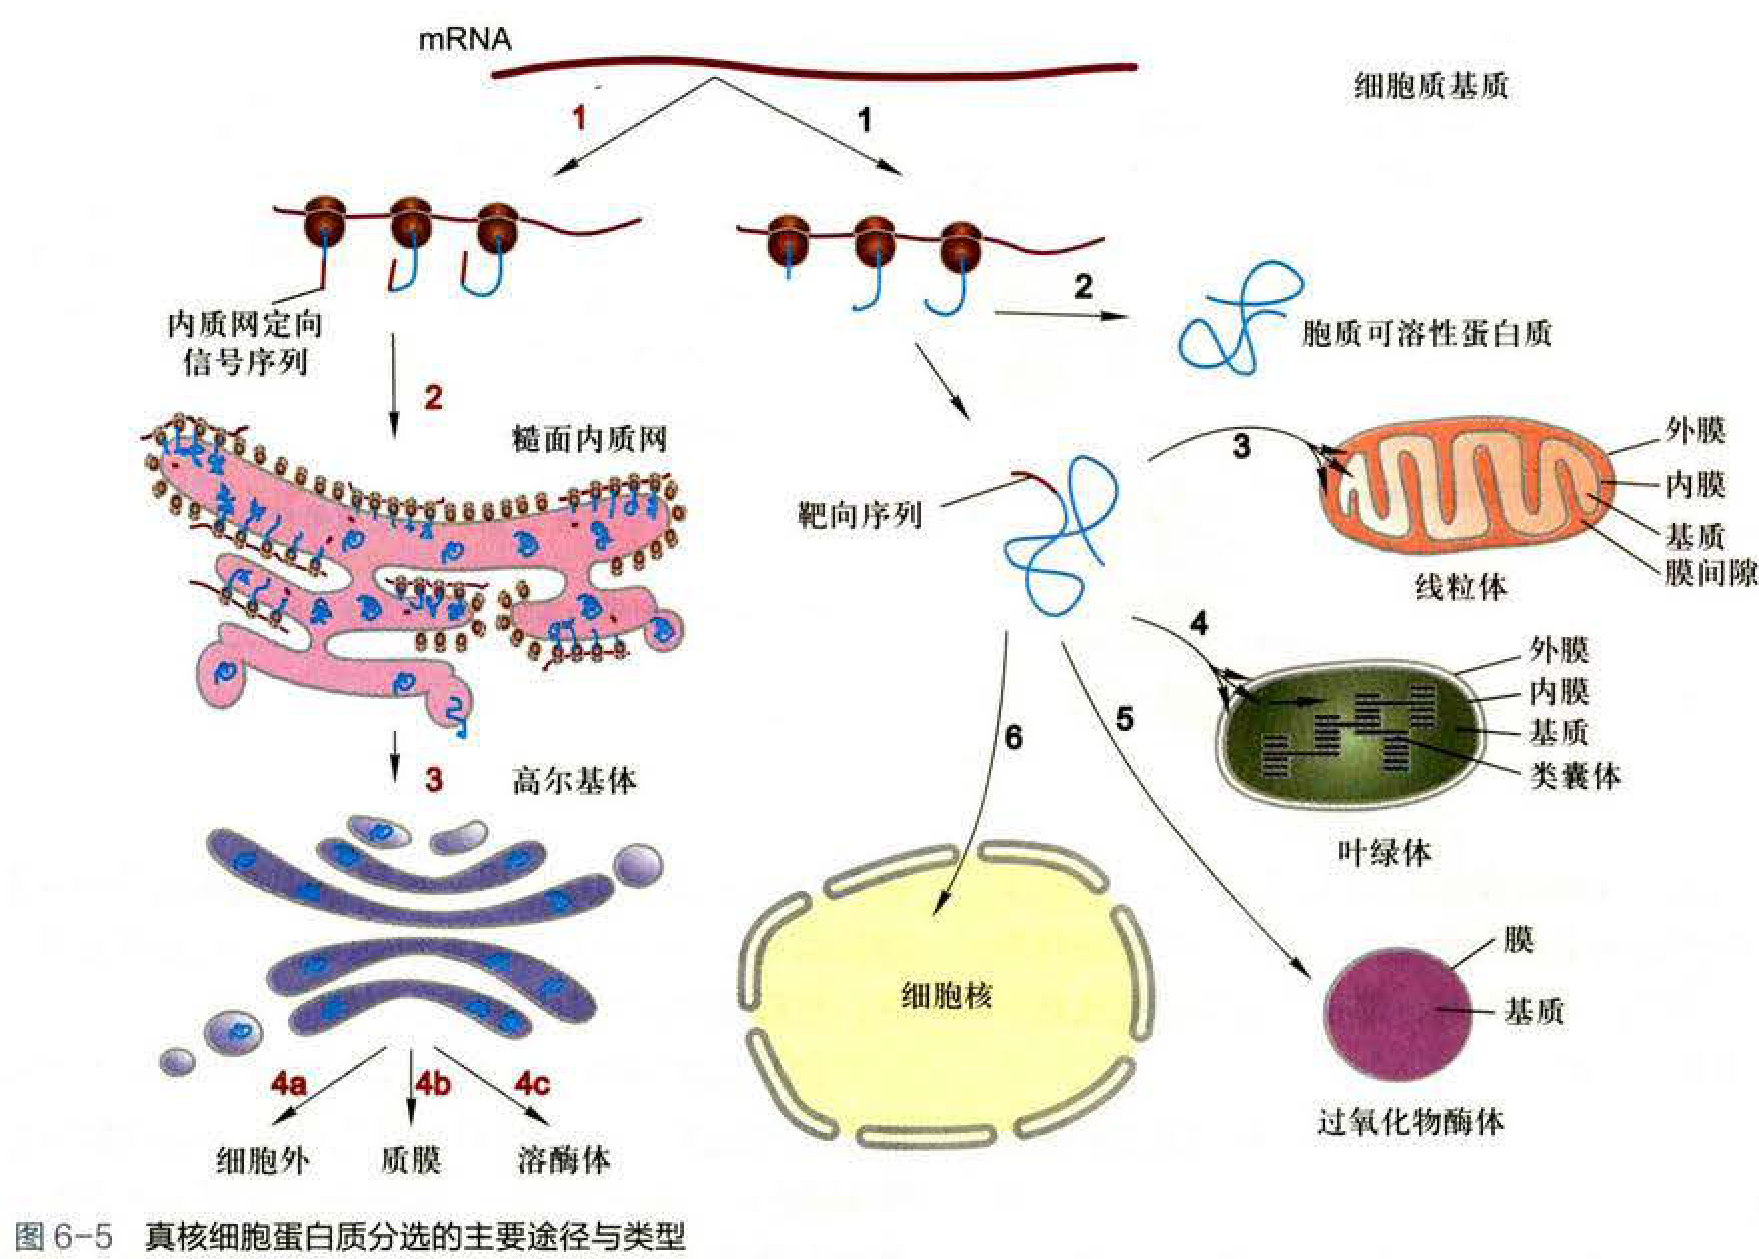 mRNA
细胞质基质
1
1
内质网定向
信号序列
2
胞质可溶性蛋白质
2
糙面内质网
靶向序列
3
外膜
内膜
基质
膜间隙
线粒体
4
外膜
内膜
基质
类囊体
叶绿体
3
高尔基体
6
5
细胞核
膜
基质
过氧化物酶体
4a
4b
4c
细胞外
质膜
溶酶体
图 6-5 真核细胞蛋白质分选的主要途径与类型